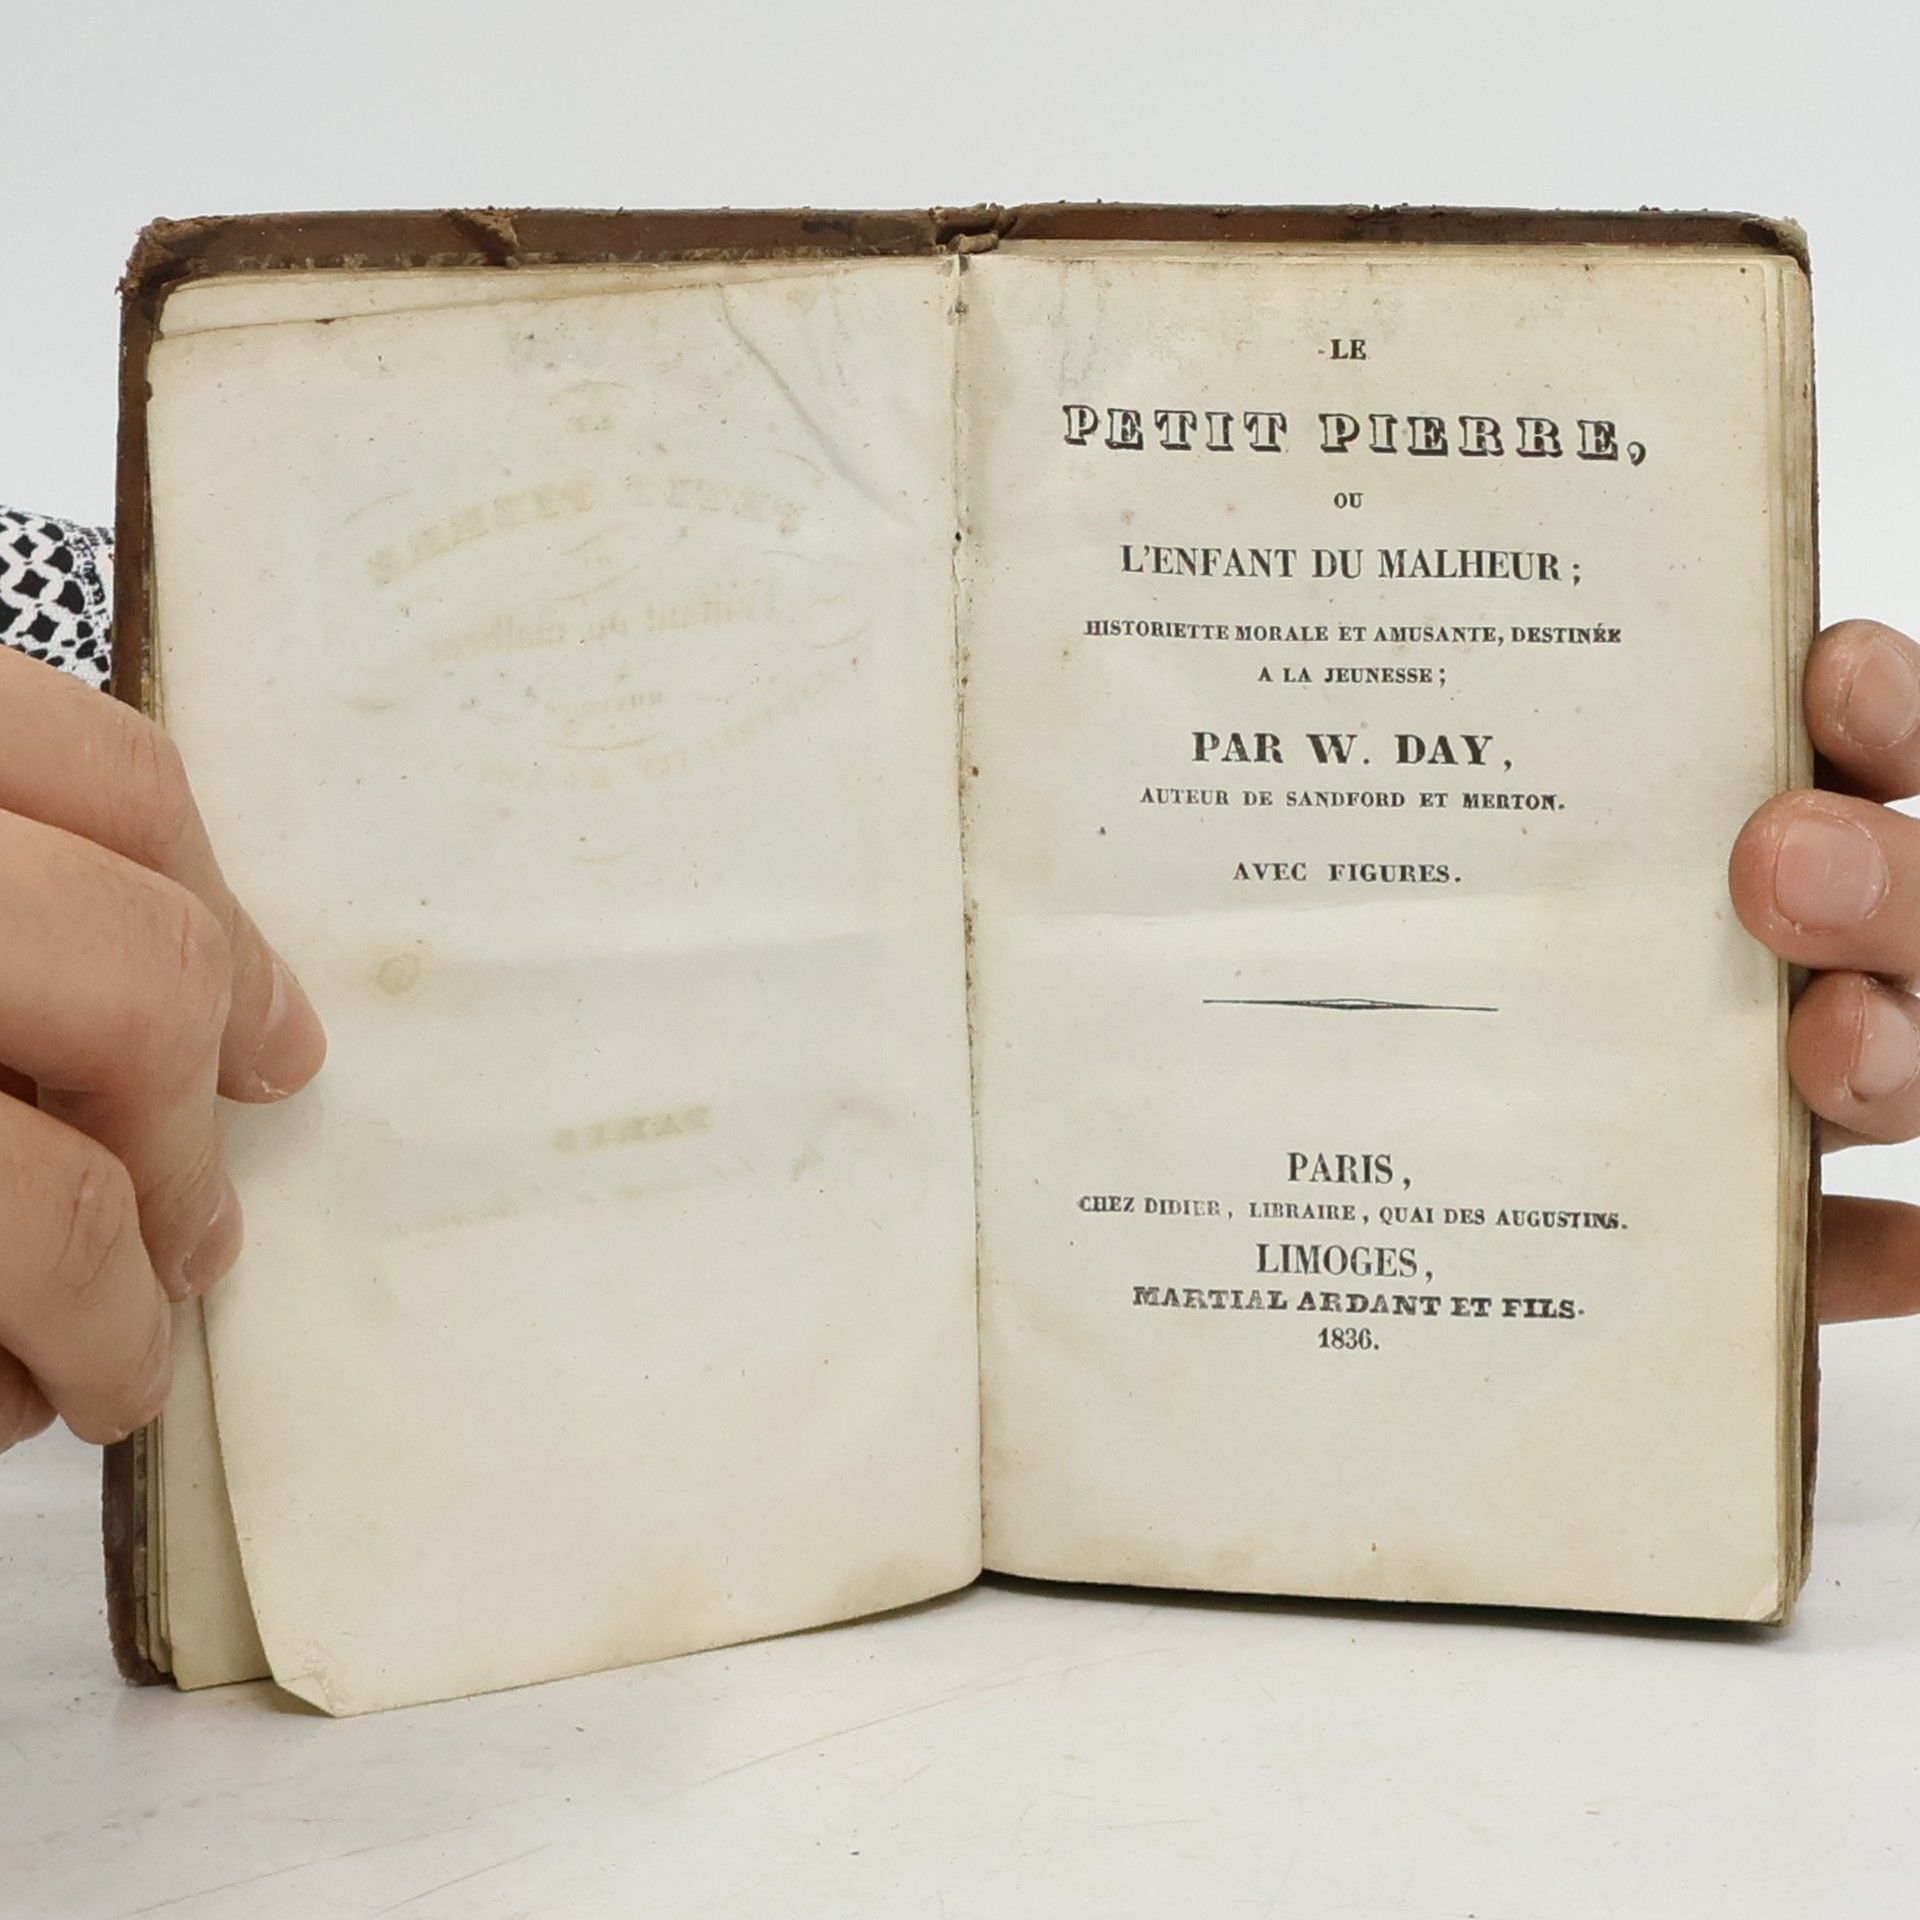 LE
PETIT PIERRE,
OU
L'ENFANT DU MALHEUR;
HISTORIETTE MORALE ET AMUSANTE, DESTINÉE
A LA JEUNESSE;
PAR W. DAY,
AUTEUR DE SANDFORD ET MERTON.
AVEC FIGURES.
PARIS,
CHEZ DIDIER, LIBRAIRE, QUAI DES AUGUSTINS.
LIMOGES,
MARTIAL ARDANT ET FILS.
1836.